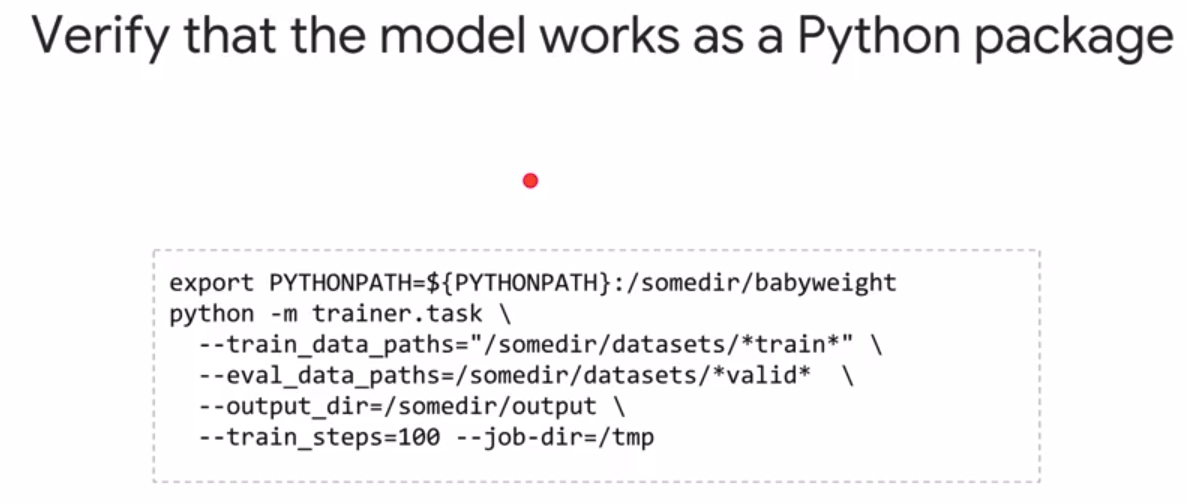 Verify that the model works as a Python package
export PYTHONPATH=${PYTHONPATH}:/somedir/babyweight
python -m trainer.task \
--train_data_paths="/somedir/datasets/*train*" \
--eval_data_paths=/somedir/datasets/*valid* \
--output_dir=/somedir/output \
--train_steps=100 --job-dir=/tmp